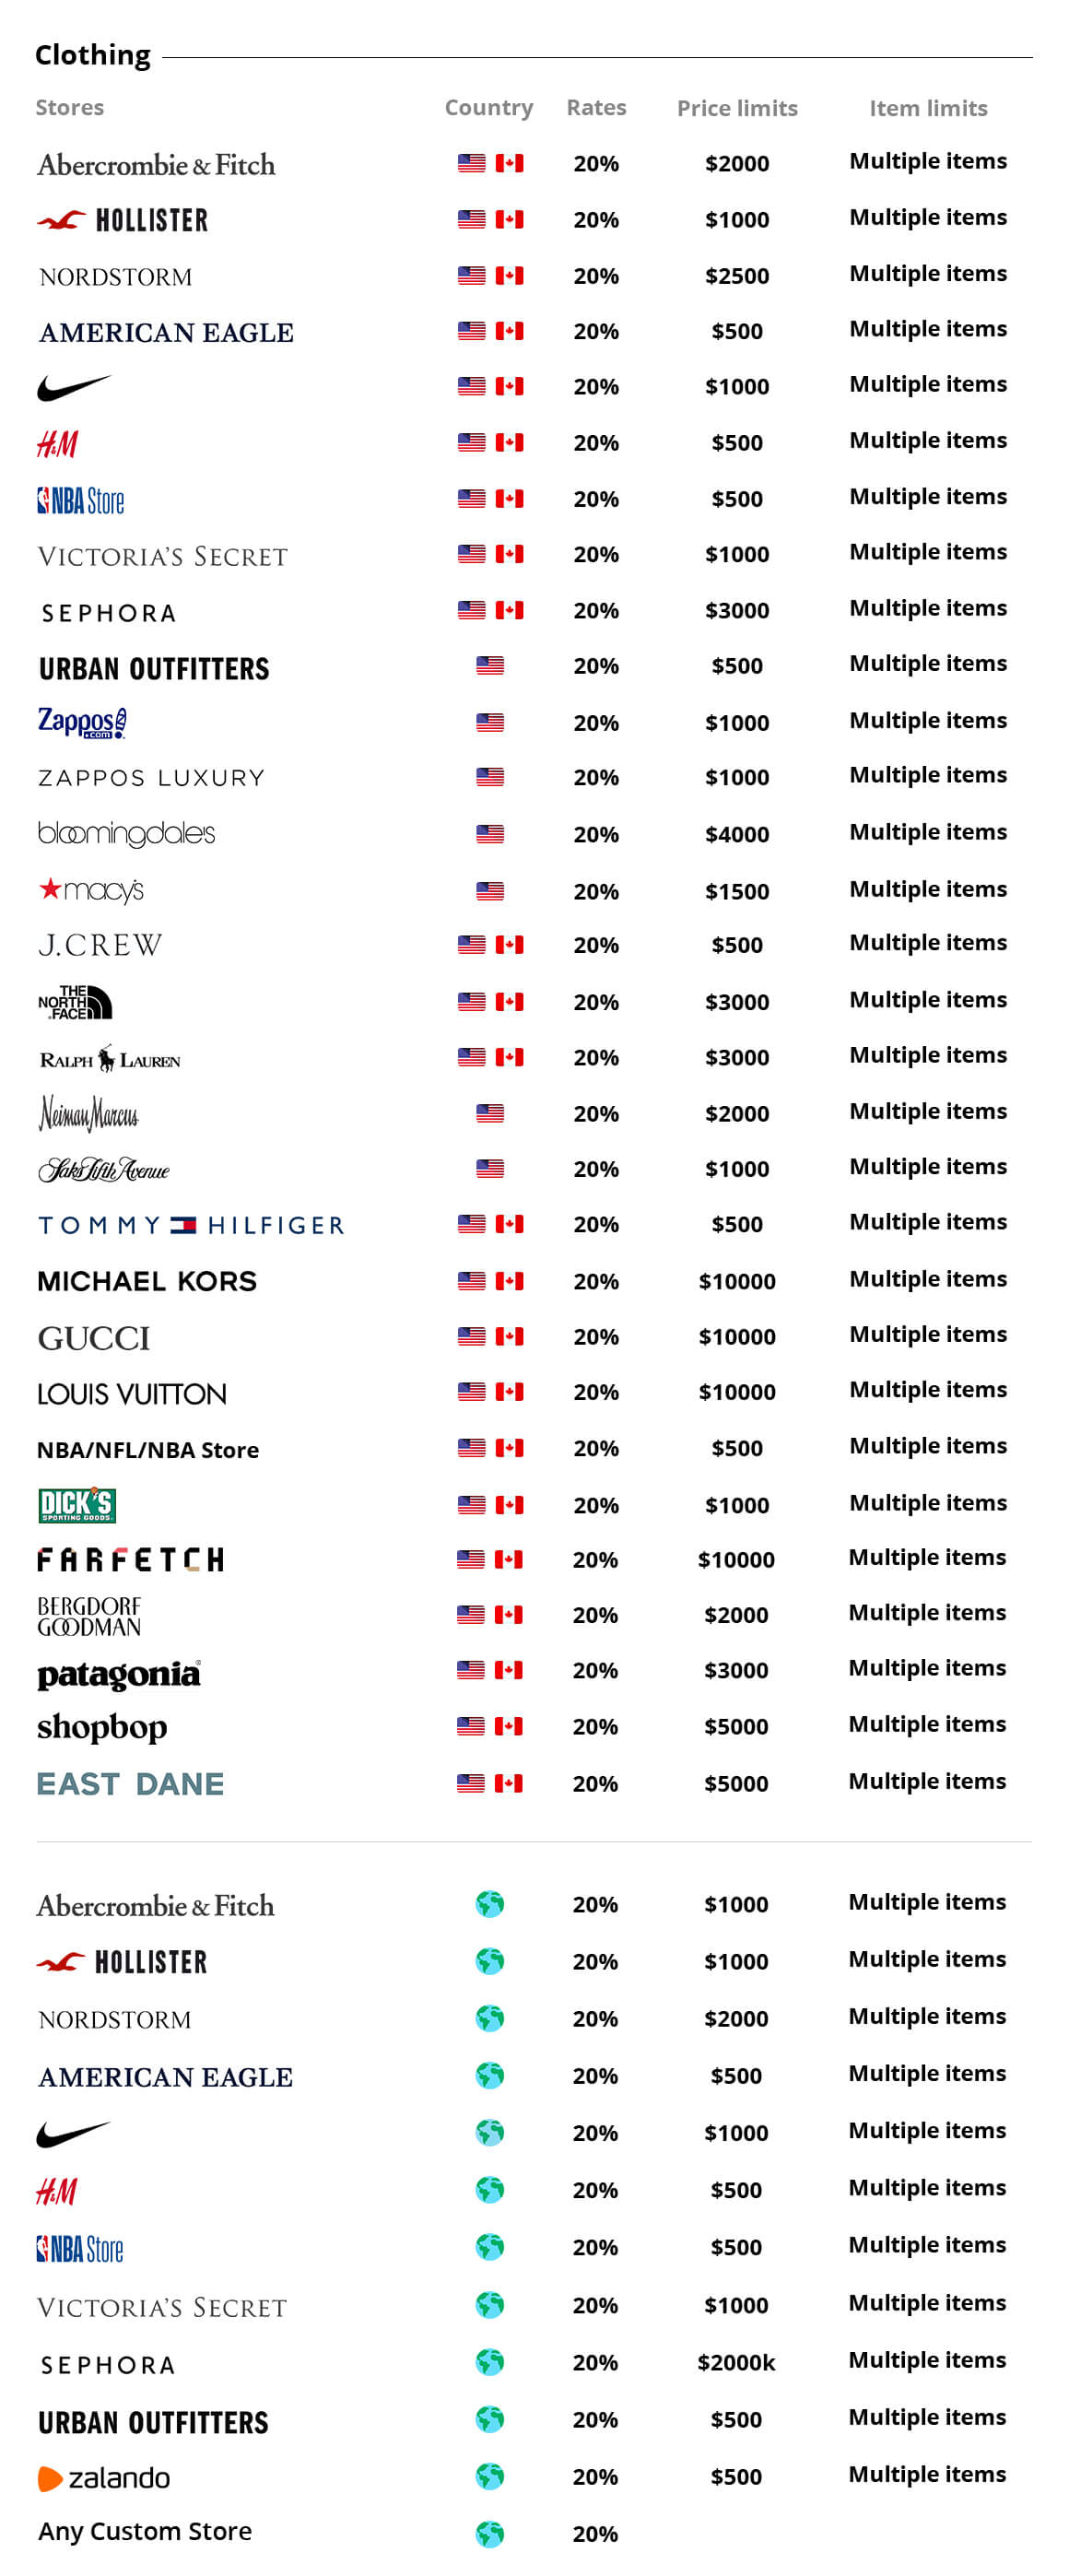 Clothing
Stores Country Rates Price limits Item limits
Abercrombie & Fitch 20% $2000 Multiple items
HOLLISTER 20% $1000 Multiple items
NORDSTORM 20% $2500 Multiple items
AMERICAN EAGLE 20% $500 Multiple items
20% $1000 Multiple items
H&M 20% $500 Multiple items
NBA Store 20% $500 Multiple items
VICTORIA'S SECRET 20% $1000 Multiple items
SEPHORA 20% $3000 Multiple items
URBAN OUTFITTERS 20% $500 Multiple items
Zappos .com 20% $1000 Multiple items
ZAPPOS LUXURY 20% $1000 Multiple items
bloomingdale's 20% $4000 Multiple items
macy's 20% $1500 Multiple items
J.CREW 20% $500 Multiple items
THE NORTH FACE 20% $3000 Multiple items
RALPH LAUREN 20% $3000 Multiple items
Neiman Marcus 20% $2000 Multiple items
Saks Fifth Avenue 20% $1000 Multiple items
TOMMY HILFIGER 20% $500 Multiple items
MICHAEL KORS 20% $10000 Multiple items
GUCCI 20% $10000 Multiple items
LOUIS VUITTON 20% $10000 Multiple items
NBA/NFL/NBA Store 20% $500 Multiple items
DICK'S SPORTING GOODS 20% $1000 Multiple items
FARFETCH 20% $10000 Multiple items
BERGDORF GOODMAN 20% $2000 Multiple items
patagonia® 20% $3000 Multiple items
shopbop 20% $5000 Multiple items
EAST DANE 20% $5000 Multiple items
Abercrombie & Fitch 20% $1000 Multiple items
HOLLISTER 20% $1000 Multiple items
NORDSTORM 20% $2000 Multiple items
AMERICAN EAGLE 20% $500 Multiple items
20% $1000 Multiple items
H&M 20% $500 Multiple items
NBA Store 20% $500 Multiple items
VICTORIA'S SECRET 20% $1000 Multiple items
SEPHORA 20% $2000k Multiple items
URBAN OUTFITTERS 20% $500 Multiple items
zalando 20% $500 Multiple items
Any Custom Store 20%